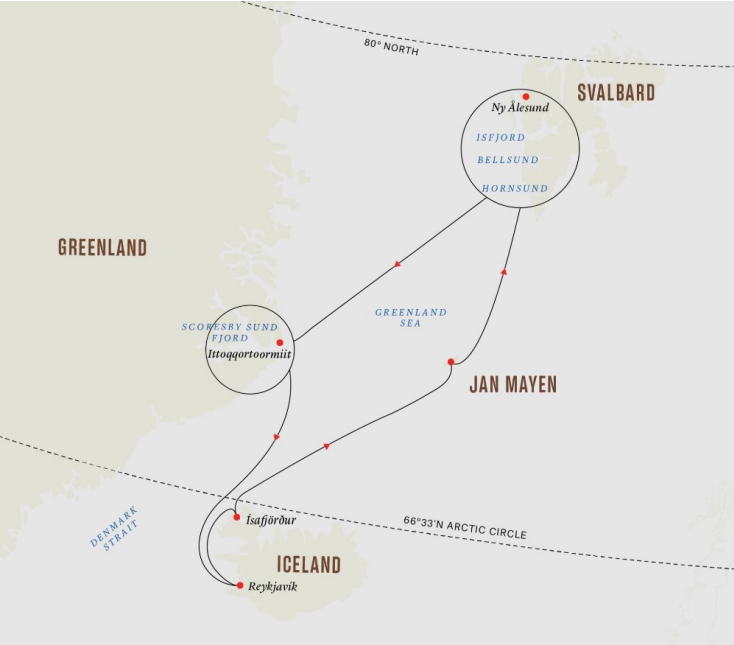 80° NORTH
SVALBARD
Ny Ålesund
ISFJORD
BELLSUND
HORNSUND
GREENLAND
GREENLAND
SEA
SCORESBY SUND
FJORD
Ittoqqortoormiit
JAN MAYEN
DENMARK
STRAIT
Ísafjörður
66°33'N ARCTIC CIRCLE
ICELAND
Reykjavík